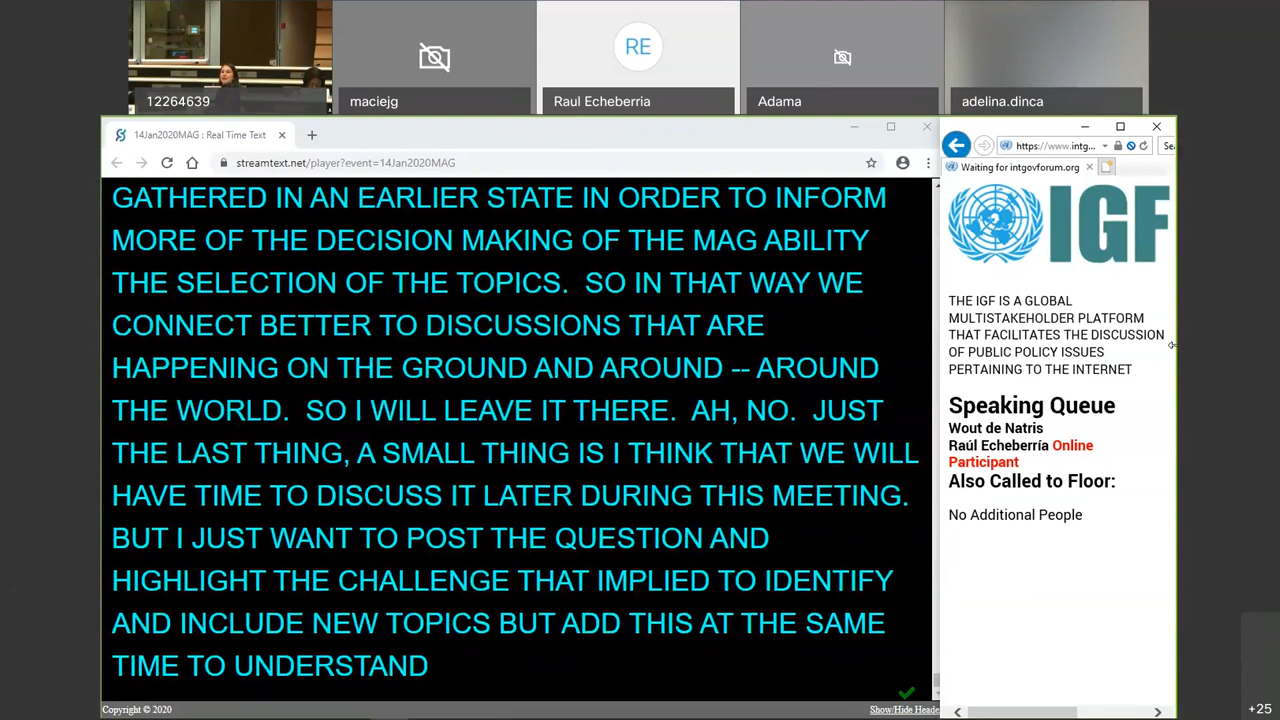 RE
12264639
maciejg
Raul Echeberria
Adama
adelina.dinca
14Jan2020MAG : Real Time Text
streamtext.net/player?event=14Jan2020MAG
GATHERED IN AN EARLIER STATE IN ORDER TO INFORM
MORE OF THE DECISION MAKING OF THE MAG ABILITY
THE SELECTION OF THE TOPICS.  SO IN THAT WAY WE
CONNECT BETTER TO DISCUSSIONS THAT ARE
HAPPENING ON THE GROUND AND AROUND -- AROUND
THE WORLD.  SO I WILL LEAVE IT THERE.  AH, NO.  JUST
THE LAST THING, A SMALL THING IS I THINK THAT WE WILL
HAVE TIME TO DISCUSS IT LATER DURING THIS MEETING.
BUT I JUST WANT TO POST THE QUESTION AND
HIGHLIGHT THE CHALLENGE THAT IMPLIED TO IDENTIFY
AND INCLUDE NEW TOPICS BUT ADD THIS AT THE SAME
TIME TO UNDERSTAND
Copyright © 2020
Show/Hide Heade
https://www.intg...
Sea
Waiting for intgovforum.org
IGF
THE IGF IS A GLOBAL
MULTISTAKEHOLDER PLATFORM
THAT FACILITATES THE DISCUSSION
OF PUBLIC POLICY ISSUES
PERTAINING TO THE INTERNET
Speaking Queue
Wout de Natris
Raúl Echeberría Online
Participant
Also Called to Floor:
No Additional People
+25